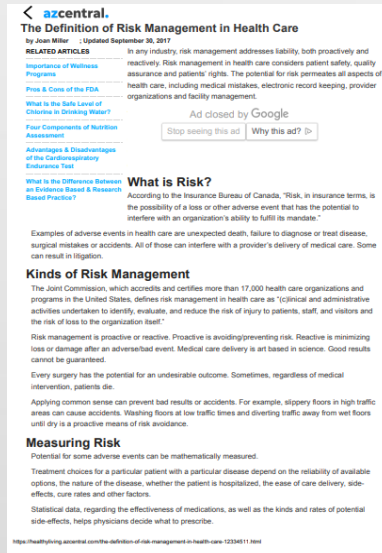 azcentral.
The Definition of Risk Management in Health Care
by Joan Miller ; Updated September 30, 2017
RELATED ARTICLES
Importance of Wellness
Programs
Pros & Cons of the FDA
What Is the Safe Level of
Chlorine in Drinking Water?
Four Components of Nutrition
Assessment
Advantages & Disadvantages
of the Cardiorespiratory
Endurance Test
What Is the Difference Between
an Evidence Based & Research
Based Practice?
In any industry, risk management addresses liability, both proactively and
reactively. Risk management in health care considers patient safety, quality
assurance and patients' rights. The potential for risk permeates all aspects of
health care, including medical mistakes, electronic record keeping, provider
organizations and facility management.
Ad closed by Google
Stop seeing this ad
Why this ad?
What is Risk?
According to the Insurance Bureau of Canada, "Risk, in insurance terms, is
the possibility of a loss or other adverse event that has the potential to
interfere with an organization's ability to fulfill its mandate."
Examples of adverse events in health care are unexpected death, failure to diagnose or treat disease,
surgical mistakes or accidents. All of those can interfere with a provider's delivery of medical care. Some
can result in litigation.
Kinds of Risk Management
The Joint Commission, which accredits and certifies more than 17,000 health care organizations and
programs in the United States, defines risk management in health care as "(c)linical and administrative
activities undertaken to identify, evaluate, and reduce the risk of injury to patients, staff, and visitors and
the risk of loss to the organization itself."
Risk management is proactive or reactive. Proactive is avoiding/preventing risk. Reactive is minimizing
loss or damage after an adverse/bad event. Medical care delivery is art based in science. Good results
cannot be guaranteed.
Every surgery has the potential for an undesirable outcome. Sometimes, regardless of medical
intervention, patients die.
Applying common sense can prevent bad results or accidents. For example, slippery floors in high traffic
areas can cause accidents. Washing floors at low traffic times and diverting traffic away from wet floors
until dry is a proactive means of risk avoidance.
Measuring Risk
Potential for some adverse events can be mathematically measured.
Treatment choices for a particular patient with a particular disease depend on the reliability of available
options, the nature of the disease, whether the patient is hospitalized, the ease of care delivery, side-
effects, cure rates and other factors.
Statistical data, regarding the effectiveness of medications, as well as the kinds and rates of potential
side-effects, helps physicians decide what to prescribe.
https://healthyliving.azcentral.com/the-definition-of-risk-management-in-health-care-12334511.html